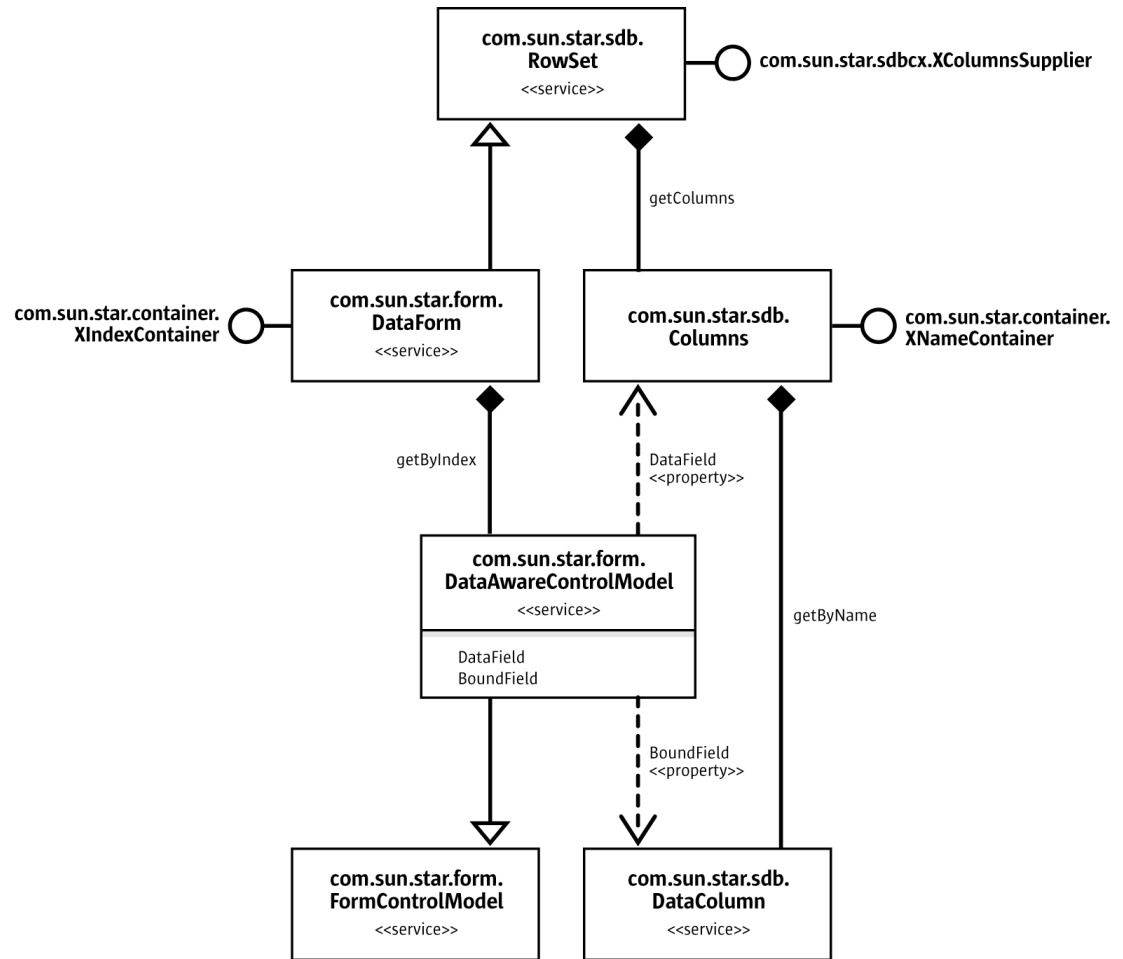 com.sun.star.sdb.
RowSet
<<service>>
com.sun.star.sdbcx.XColumnsSupplier
getColumns
com.sun.star.container.
XIndexContainer
com.sun.star.form.
DataForm
<<service>>
com.sun.star.sdb.
Columns
com.sun.star.container.
XNameContainer
getByIndex
DataField
<<property>>
com.sun.star.form.
DataAwareControlModel
<<service>>
DataField
BoundField
getByName
BoundField
<<property>>
com.sun.star.form.
FormControlModel
<<service>>
com.sun.star.sdb.
DataColumn
<<service>>